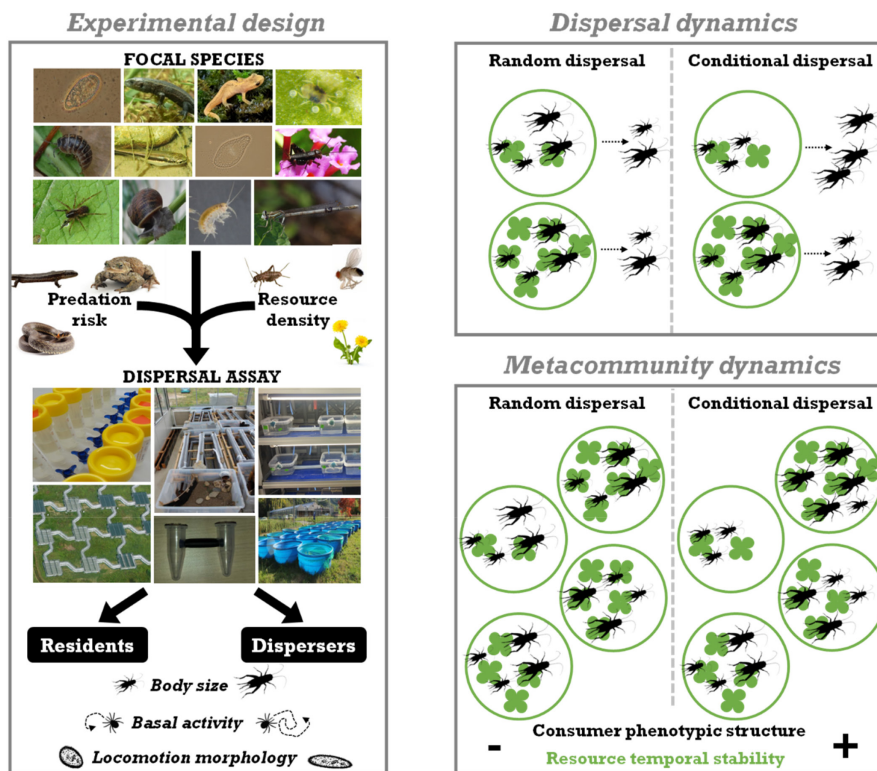 Experimental design
FOCAL SPECIES
Predation
risk
Resource
density
DISPERSAL ASSAY
Residents
Dispersers
Body size
Basal activity
Locomotion morphology
Dispersal dynamics
Random dispersal
Conditional dispersal
Metacommunity dynamics
Random dispersal
Conditional dispersal
Consumer phenotypic structure
Resource temporal stability
- +